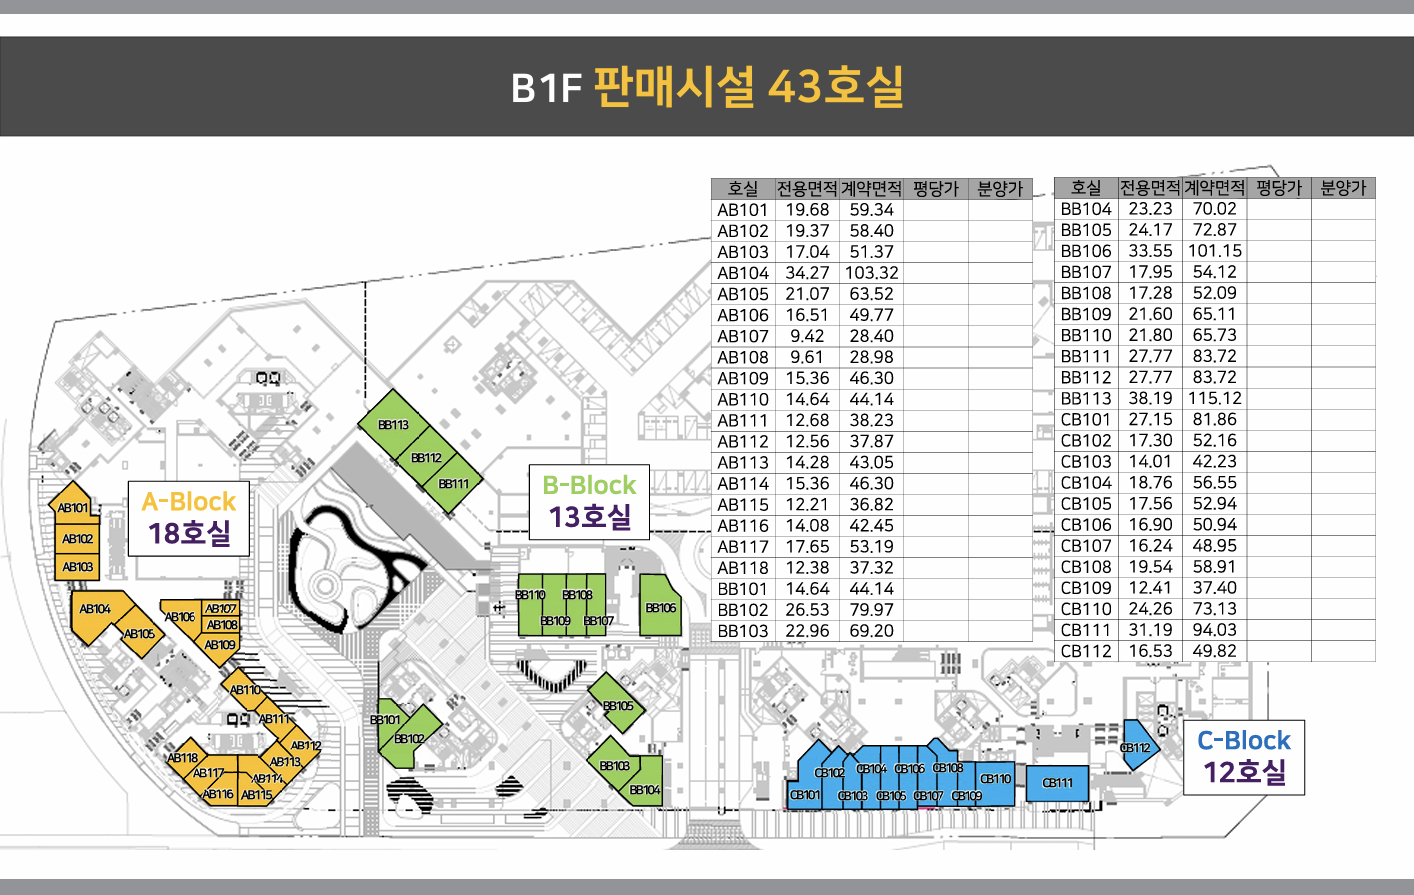 B1F 판매시설 43호실
호실 전용면적 계약면적 평당가 분양가
AB101 19.68 59.34
AB102 19.37 58.40
AB103 17.04 51.37
AB104 34.27 103.32
AB105 21.07 63.52
AB106 16.51 49.77
AB107 9.42 28.40
AB108 9.61 28.98
AB109 15.36 46.30
AB110 14.64 44.14
AB111 12.68 38.23
AB112 12.56 37.87
AB113 14.28 43.05
AB114 15.36 46.30
AB115 12.21 36.82
AB116 14.08 42.45
AB117 17.65 53.19
AB118 12.38 37.32
BB101 14.64 44.14
BB102 26.53 79.97
BB103 22.96 69.20
호실 전용면적 계약면적 평당가 분양가
BB104 23.23 70.02
BB105 24.17 72.87
BB106 33.55 101.15
BB107 17.95 54.12
BB108 17.28 52.09
BB109 21.60 65.11
BB110 21.80 65.73
BB111 27.77 83.72
BB112 27.77 83.72
BB113 38.19 115.12
CB101 27.15 81.86
CB102 17.30 52.16
CB103 14.01 42.23
CB104 18.76 56.55
CB105 17.56 52.94
CB106 16.90 50.94
CB107 16.24 48.95
CB108 19.54 58.91
CB109 12.41 37.40
CB110 24.26 73.13
CB111 31.19 94.03
CB112 16.53 49.82
A-Block
18호실
AB101
AB102
AB103
AB104
AB105
AB106
AB107
AB108
AB109
AB110
AB111
AB112
AB113
AB114
AB115
AB116
AB117
AB118
B-Block
13호실
BB113
BB112
BB111
BB110
BB108
BB109
BB107
BB106
BB105
BB101
BB102
BB103
BB104
C-Block
12호실
CB101
CB102
CB103
CB104
CB105
CB106
CB107
CB108
CB109
CB110
CB111
CB112